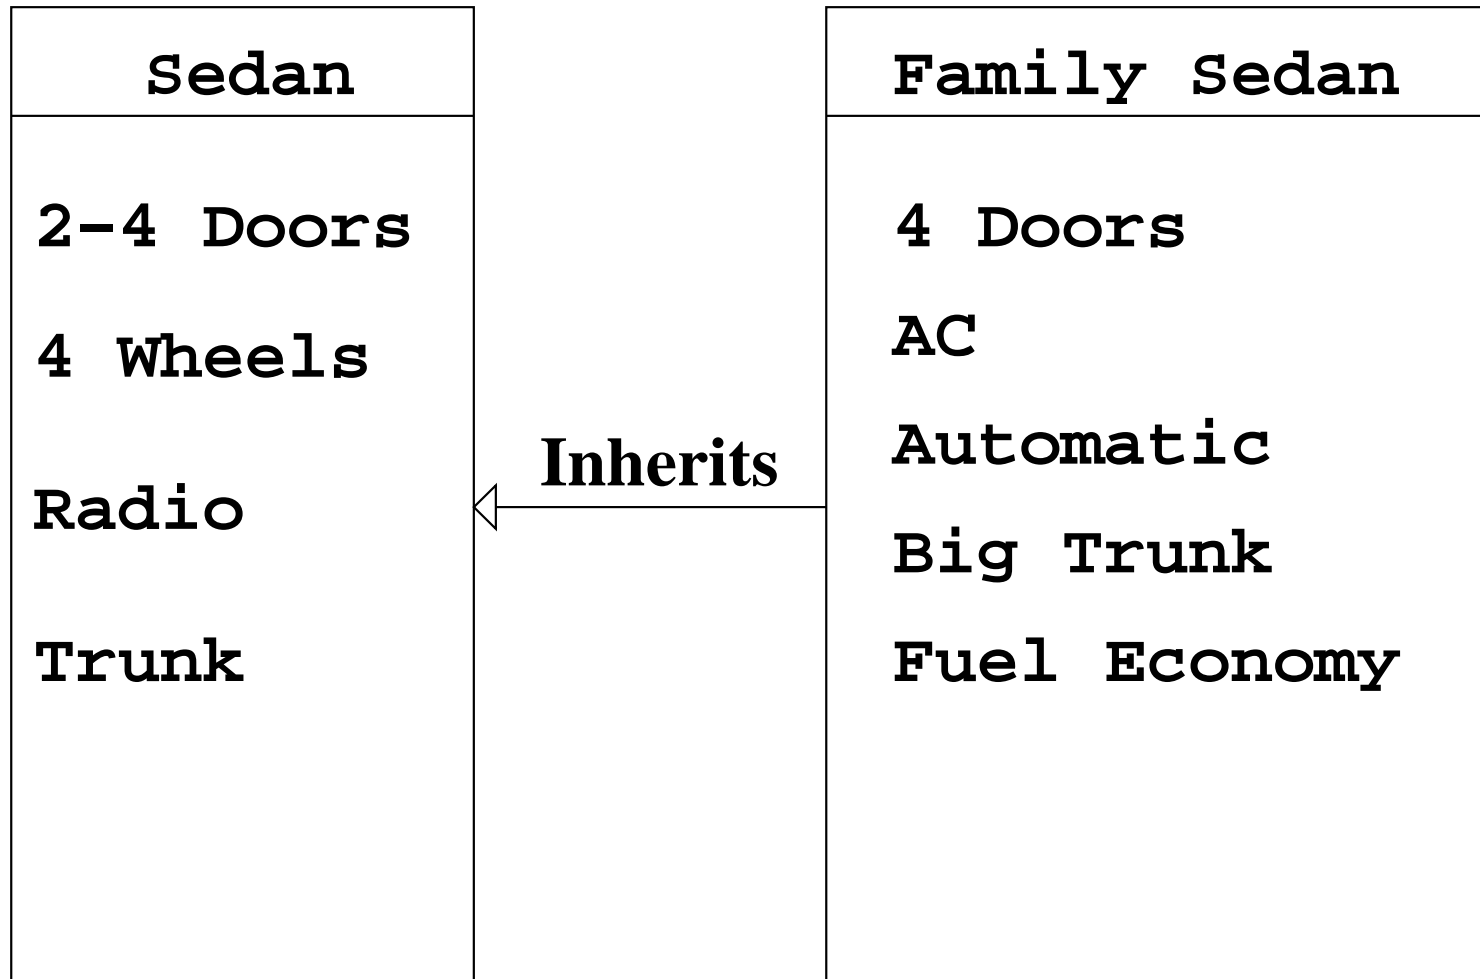 Sedan
2-4 Doors
4 Wheels
Radio
Trunk
Inherits
Family Sedan
4 Doors
AC
Automatic
Big Trunk
Fuel Economy